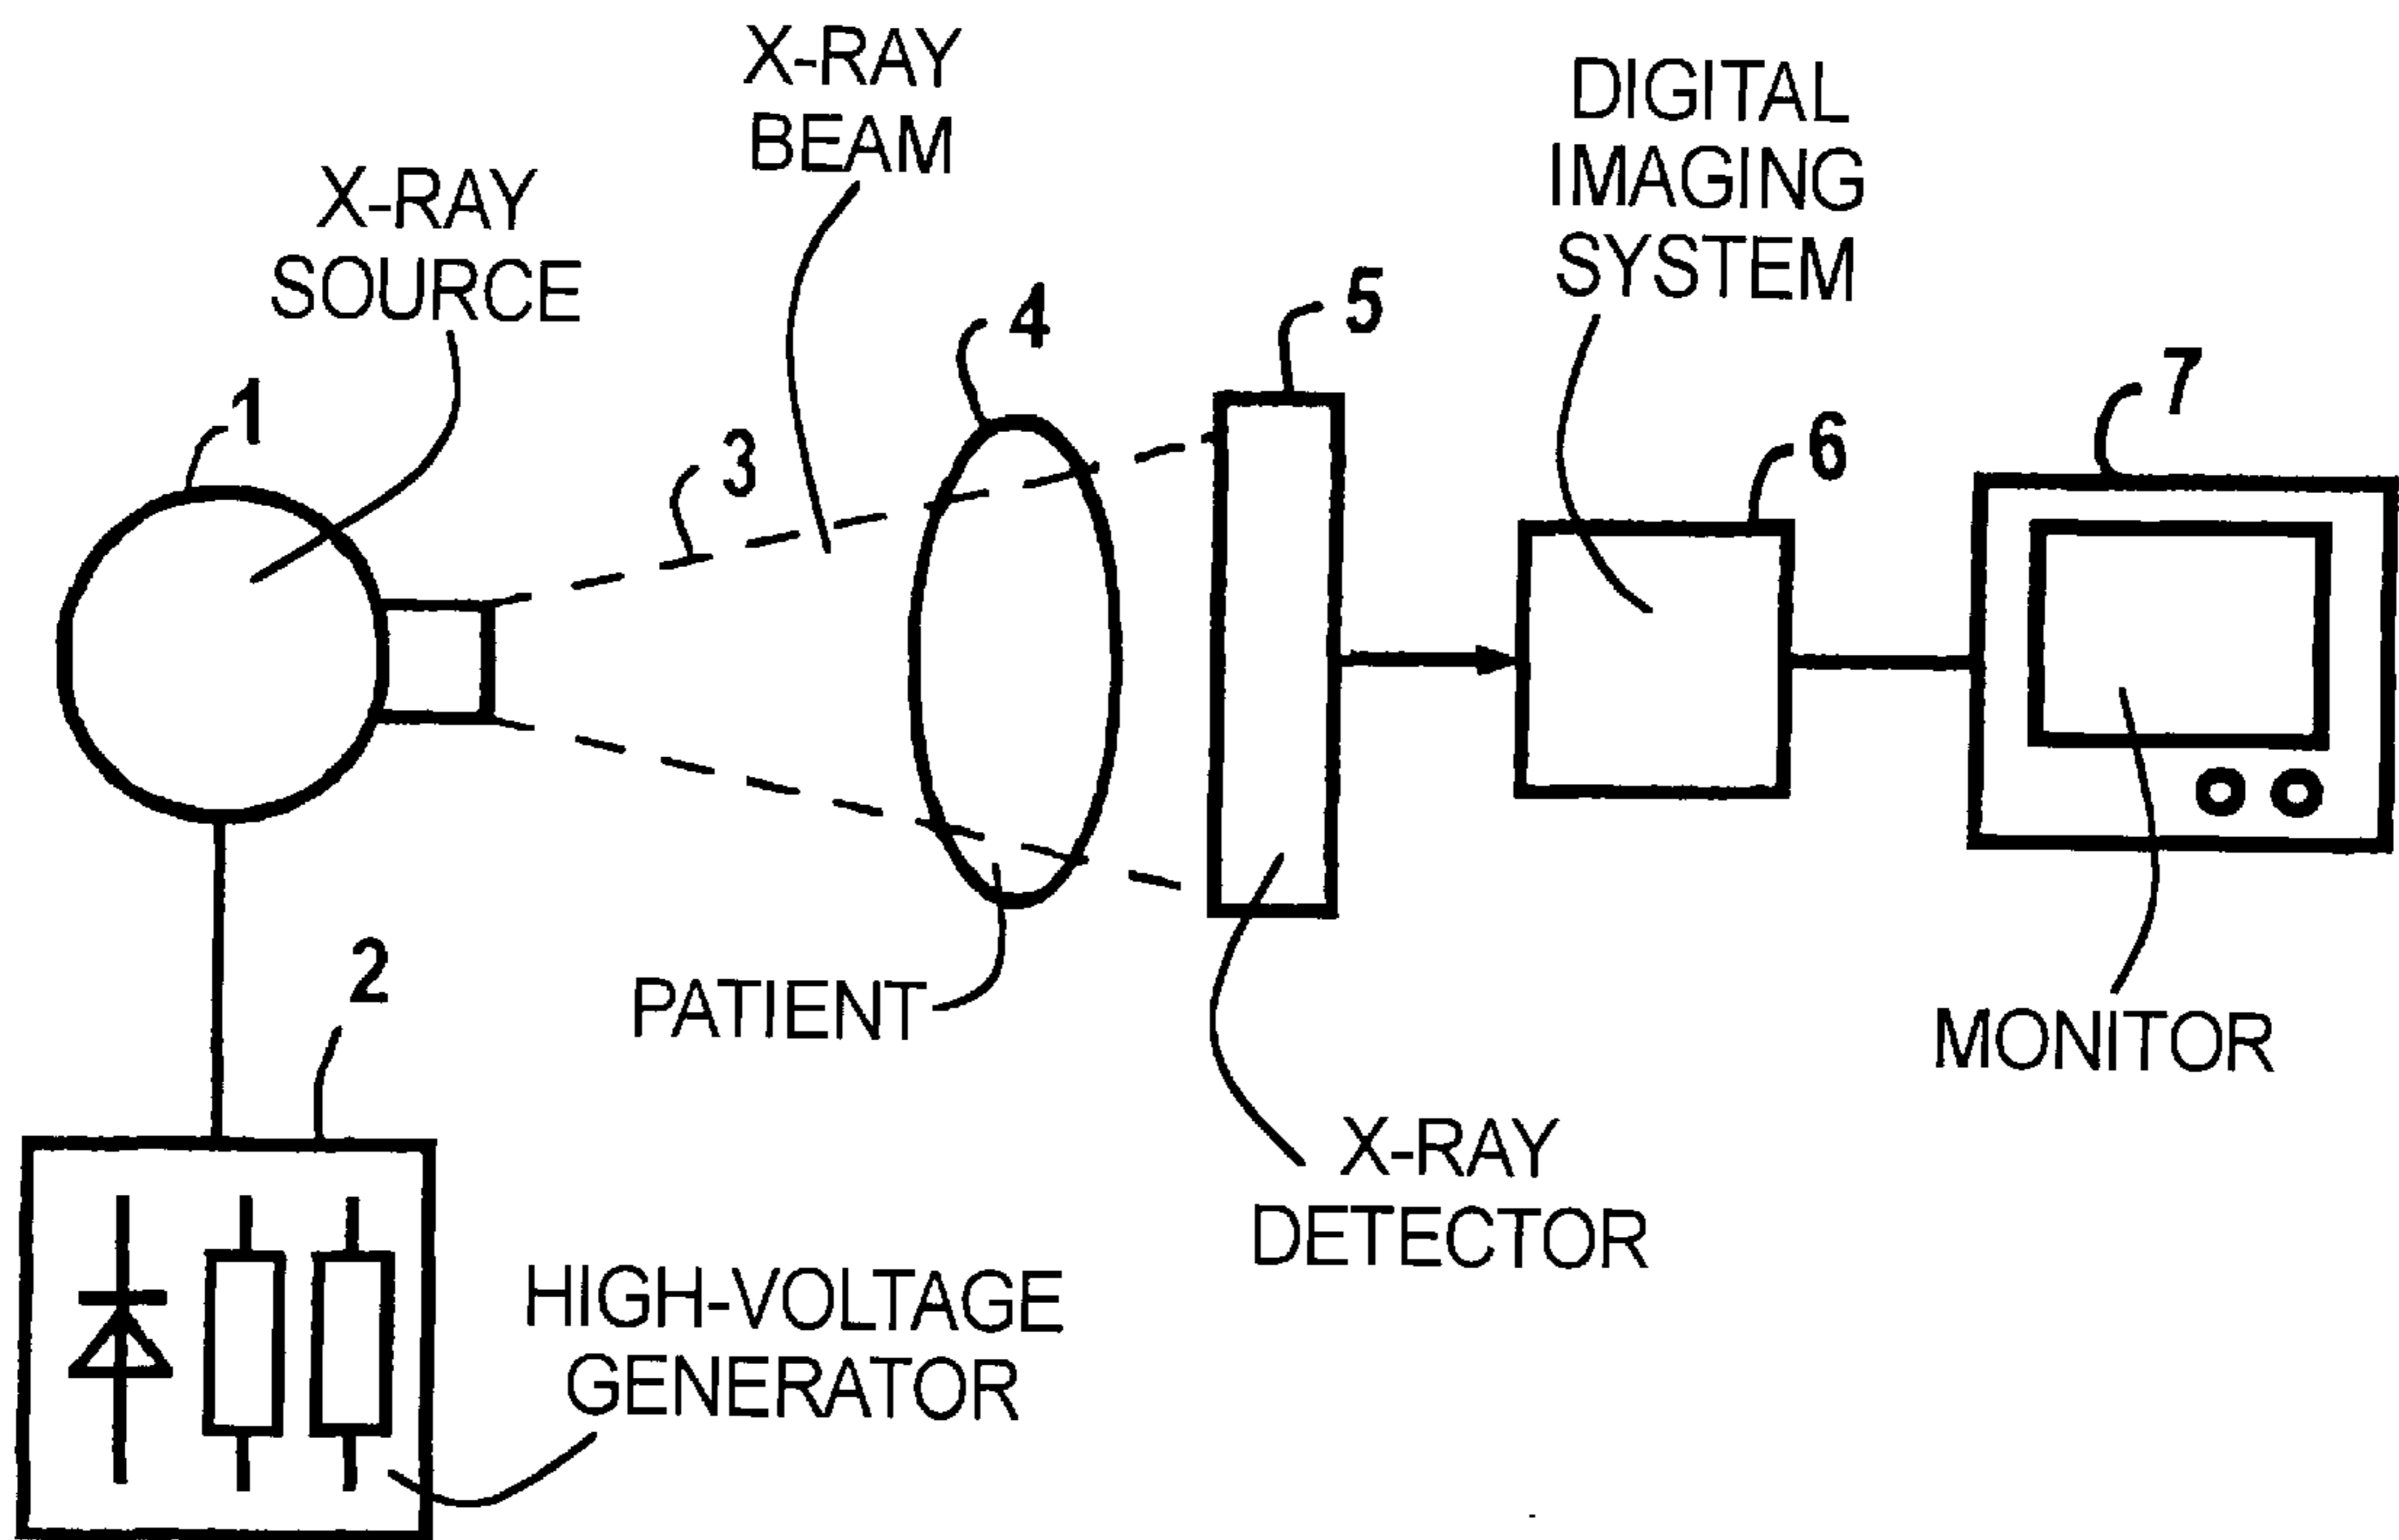 X-RAY
BEAM
DIGITAL
IMAGING
SYSTEM
X-RAY
SOURCE
1
3
4
5
6
7
2
PATIENT
MONITOR
X-RAY
DETECTOR
HIGH-VOLTAGE
GENERATOR